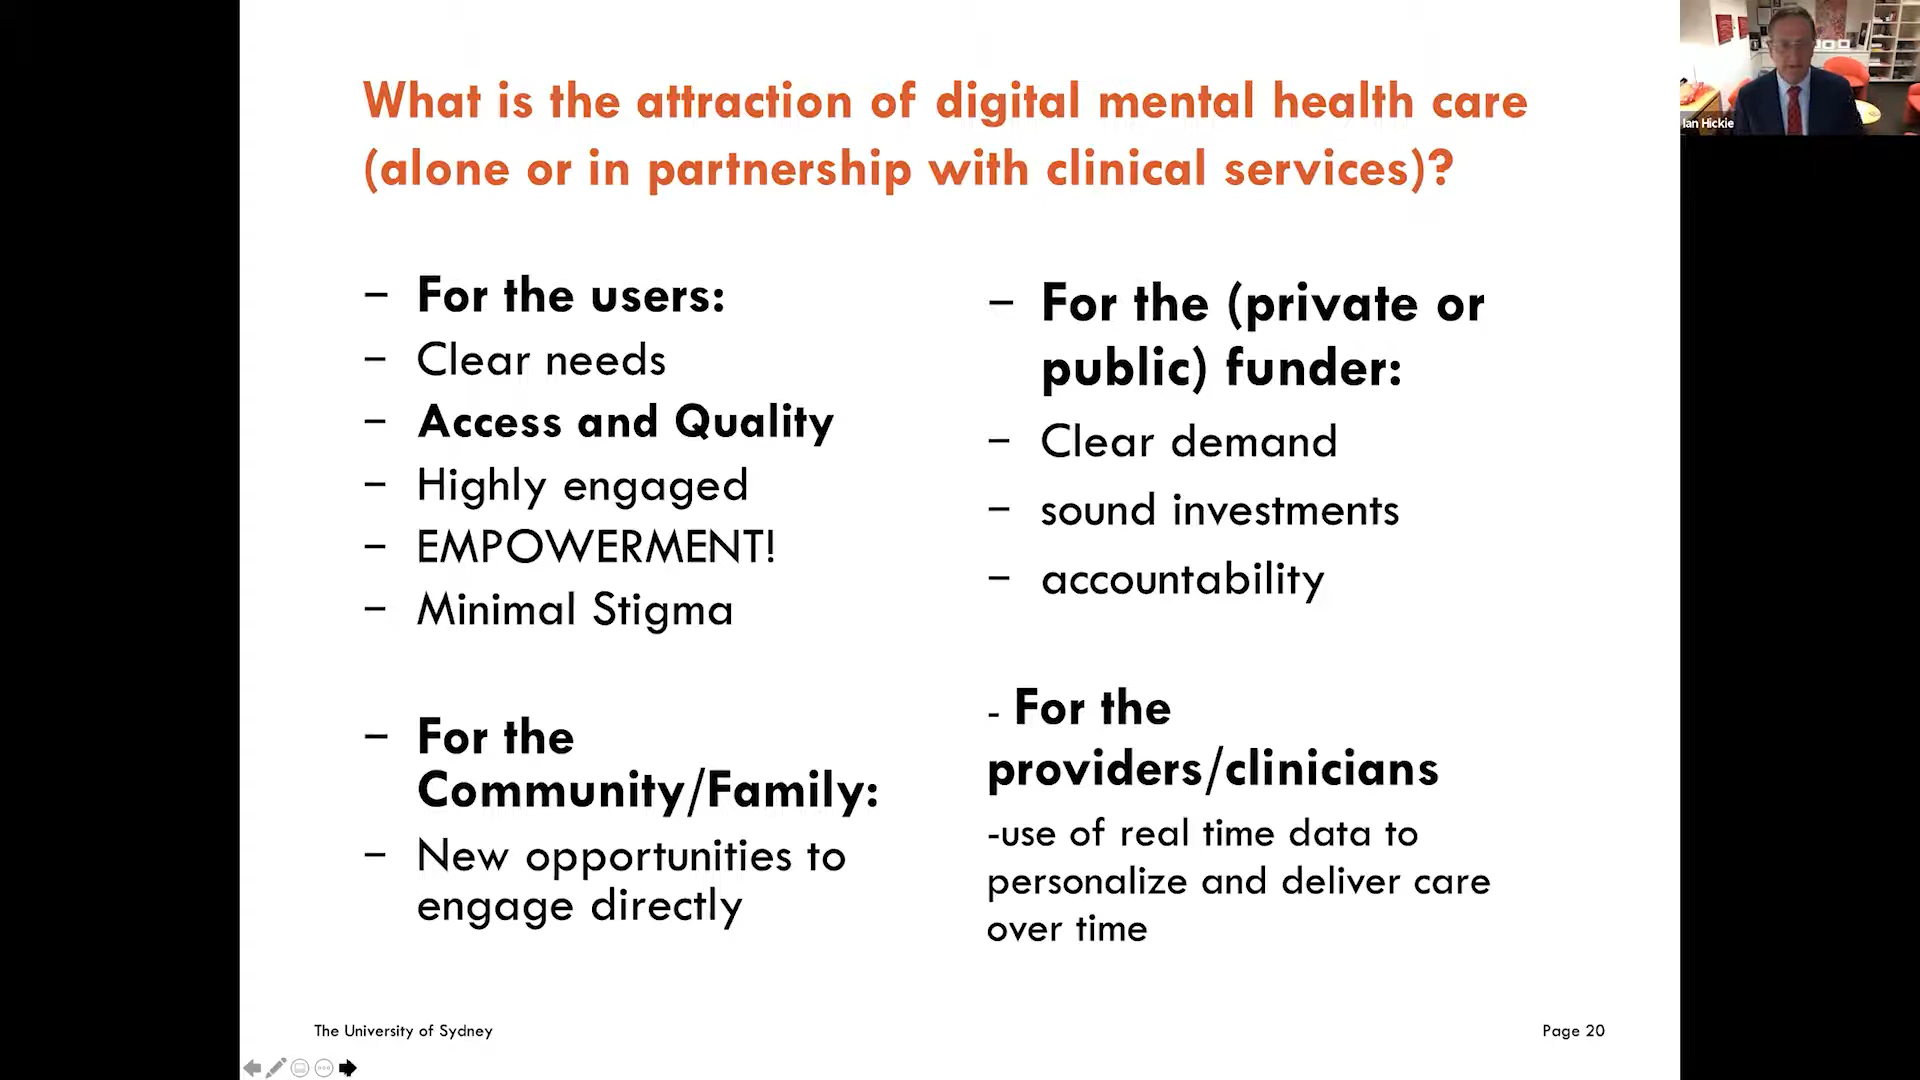 What is the attraction of digital mental health care
(alone or in partnership with clinical services)?
– For the users:
– Clear needs
– Access and Quality
– Highly engaged
– EMPOWERMENT!
– Minimal Stigma
– For the
Community/Family:
– New opportunities to
engage directly
– For the (private or
public) funder:
– Clear demand
– sound investments
– accountability
- For the
providers/clinicians
-use of real time data to
personalize and deliver care
over time
The University of Sydney
Page 20
Ian Hickie